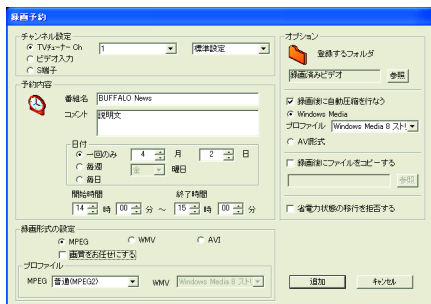 録画予約
チャンネル設定
TVチューナー Ch
1
標準設定
ビデオ入力
S端子
予約内容
番組名
BUFFALO News
コメント
説明文
日付
一回のみ
4
月
2
日
毎週
金
曜日
毎日
開始時間
終了時間
14 時 00 分 ～ 15 時 00 分
録画形式の設定
MPEG
WMV
AVI
画質をお任せにする
プロファイル
MPEG
普通(MPEG2)
WMV
Windows Media 8 スト
オプション
登録するフォルダ
録画済みビデオ
参照
録画後に自動圧縮を行なう
Windows Media
プロファイル
Windows Media 8 スト
AVI形式
録画後にファイルをコピーする
参照
省電力状態の移行を拒否する
追加
キャンセル